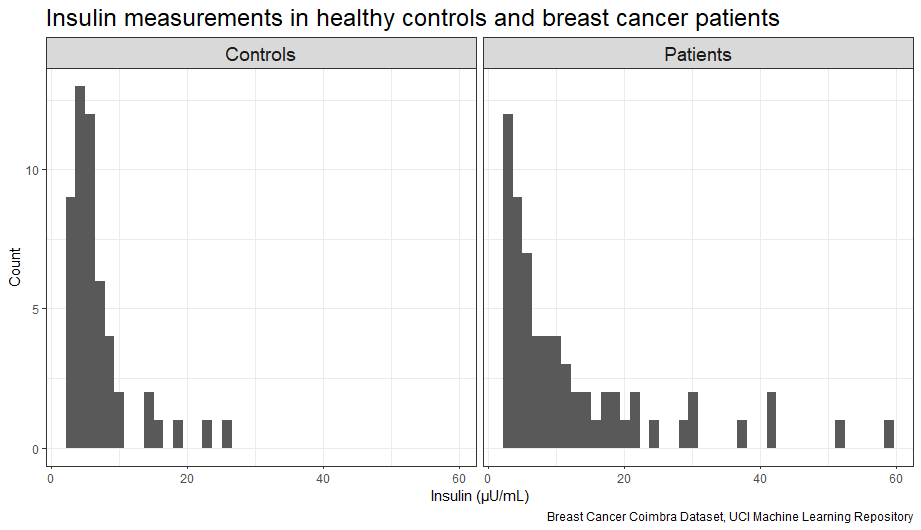 Insulin measurements in healthy controls and breast cancer patients
Controls
Patients
Count
10
5
0
0
20
40
60
0
20
40
60
Insulin (µU/mL)
Breast Cancer Coimbra Dataset, UCI Machine Learning Repository